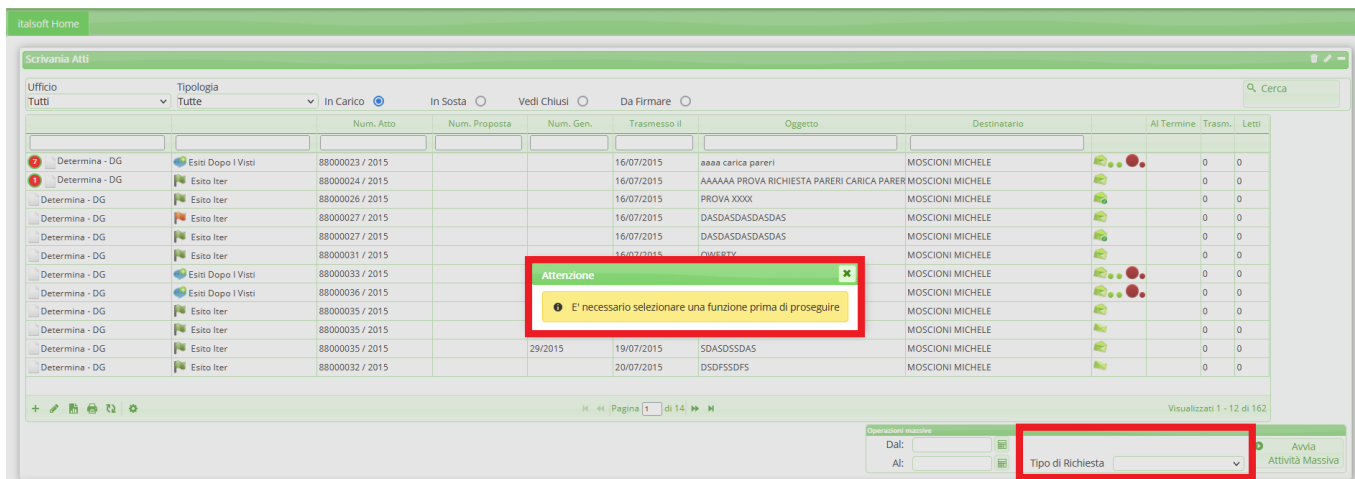 italsoft Home
Scrivania Atti
Ufficio Tipologia
Tutti Tutte In Carico In Sosta Vedi Chiusi Da Firmare Cerca
Num. Atto Num. Proposta Num. Gen. Trasmesso il Oggetto Destinatario Al Termine Trasm. Letti
7 Determina - DG Esiti Dopo I Visti 88000023 / 2015 16/07/2015 aaaa carica pareri MOSCIONI MICHELE 0 0
1 Determina - DG Esito Iter 88000024 / 2015 16/07/2015 AAAAAA PROVA RICHIESTA PARERI CARICA PARER MOSCIONI MICHELE 0 0
Determina - DG Esito Iter 88000026 / 2015 16/07/2015 PROVA XXXX MOSCIONI MICHELE 0 0
Determina - DG Esito Iter 88000027 / 2015 16/07/2015 DASDASDASDASDAS MOSCIONI MICHELE 0 0
Determina - DG Esito Iter 88000027 / 2015 16/07/2015 DASDASDASDASDAS MOSCIONI MICHELE 0 0
Determina - DG Esito Iter 88000031 / 2015 16/07/2015 QWERTY MOSCIONI MICHELE 0 0
Determina - DG Esiti Dopo I Visti 88000033 / 2015 MOSCIONI MICHELE 0 0
Attenzione
Determina - DG Esiti Dopo I Visti 88000036 / 2015 MOSCIONI MICHELE 0 0
E' necessario selezionare una funzione prima di proseguire
Determina - DG Esito Iter 88000035 / 2015 MOSCIONI MICHELE 0 0
Determina - DG Esito Iter 88000035 / 2015 MOSCIONI MICHELE 0 0
Determina - DG Esito Iter 88000035 / 2015 29/2015 19/07/2015 SDASDSSDAS MOSCIONI MICHELE 0 0
Determina - DG Esito Iter 88000032 / 2015 20/07/2015 DSDFSSDFS MOSCIONI MICHELE 0 0
Pagina 1 di 14 Visualizzati 1 - 12 di 162
Operazioni massive
Dal:
Al: Tipo di Richiesta
Avvia
Attività Massiva